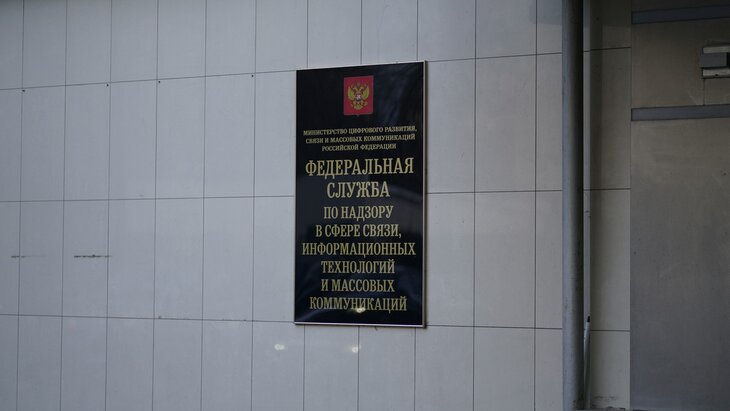 МИНИСТЕРСТВО ЦИФРОВОГО РАЗВИТИЯ,
СВЯЗИ И МАССОВЫХ КОММУНИКАЦИЙ
РОССИЙСКОЙ ФЕДЕРАЦИИ
ФЕДЕРАЛЬНАЯ
СЛУЖБА
ПО НАДЗОРУ
В СФЕРЕ СВЯЗИ,
ИНФОРМАЦИОННЫХ
ТЕХНОЛОГИЙ
И МАССОВЫХ
КОММУНИКАЦИЙ